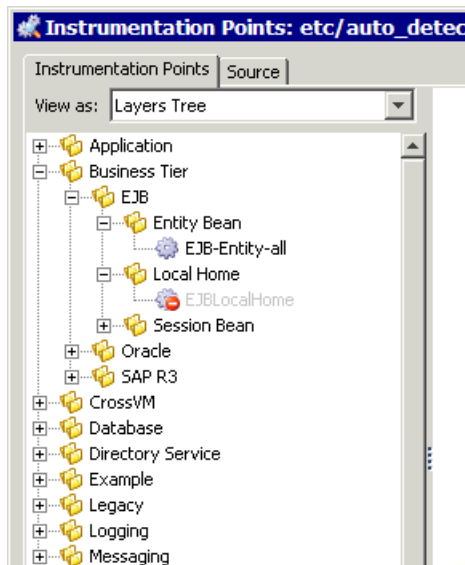 Instrumentation Points: etc/auto_detec
Instrumentation Points Source
View as: Layers Tree
Application
Business Tier
EJB
Entity Bean
EJB-Entity-all
Local Home
EJBLocalHome
Session Bean
Oracle
SAP R3
CrossVM
Database
Directory Service
Example
Legacy
Logging
Messaging